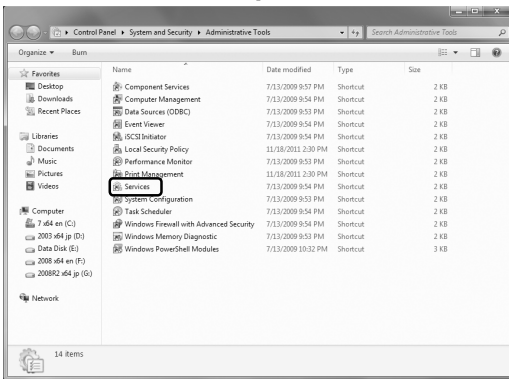 Control Panel ▸ System and Security ▸ Administrative Tools
Search Administrative Tools
Organize Burn
Name Date modified Type Size
Favorites
Desktop
Downloads
Recent Places
Libraries
Documents
Music
Pictures
Videos
Computer
7 x64 en (C:)
2003 x64 jp (D:)
Data Disk (E:)
2008 x64 en (F:)
2008R2 x64 jp (G:)
Network
Component Services 7/13/2009 9:57 PM Shortcut 2 KB
Computer Management 7/13/2009 9:54 PM Shortcut 2 KB
Data Sources (ODBC) 7/13/2009 9:53 PM Shortcut 2 KB
Event Viewer 7/13/2009 9:54 PM Shortcut 2 KB
iSCSI Initiator 7/13/2009 9:54 PM Shortcut 2 KB
Local Security Policy 11/18/2011 2:30 PM Shortcut 2 KB
Performance Monitor 7/13/2009 9:53 PM Shortcut 2 KB
Print Management 11/18/2011 2:30 PM Shortcut 2 KB
Services 7/13/2009 9:54 PM Shortcut 2 KB
System Configuration 7/13/2009 9:53 PM Shortcut 2 KB
Task Scheduler 7/13/2009 9:54 PM Shortcut 2 KB
Windows Firewall with Advanced Security 7/13/2009 9:54 PM Shortcut 2 KB
Windows Memory Diagnostic 7/13/2009 9:53 PM Shortcut 2 KB
Windows PowerShell Modules 7/13/2009 10:32 PM Shortcut 3 KB
14 items